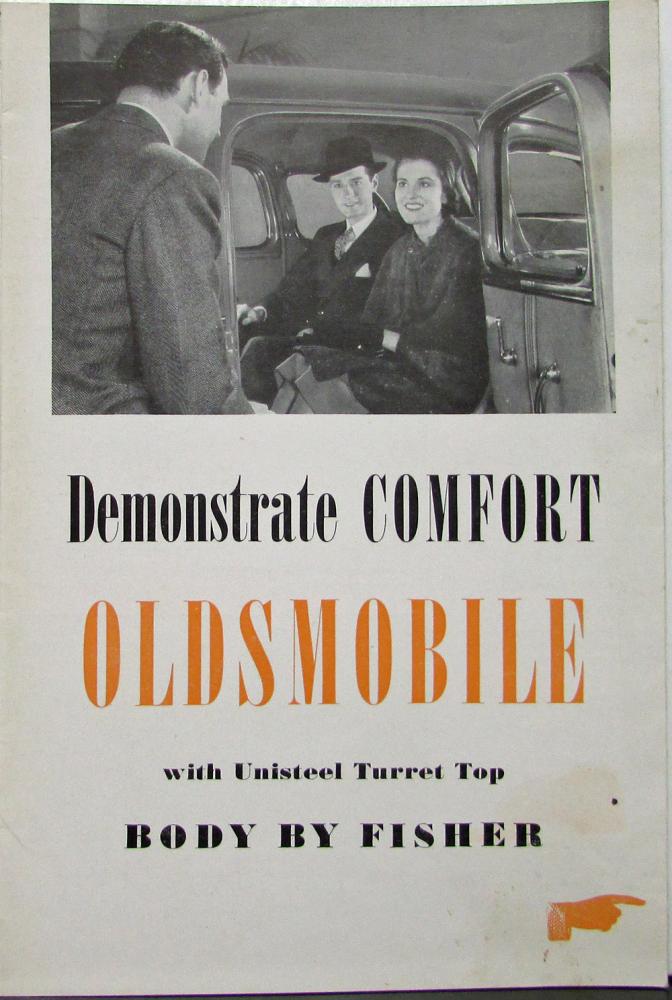 Demonstrate COMFORT
OLDSMOBILE
with Unisteel Turret Top
BODY BY FISHER